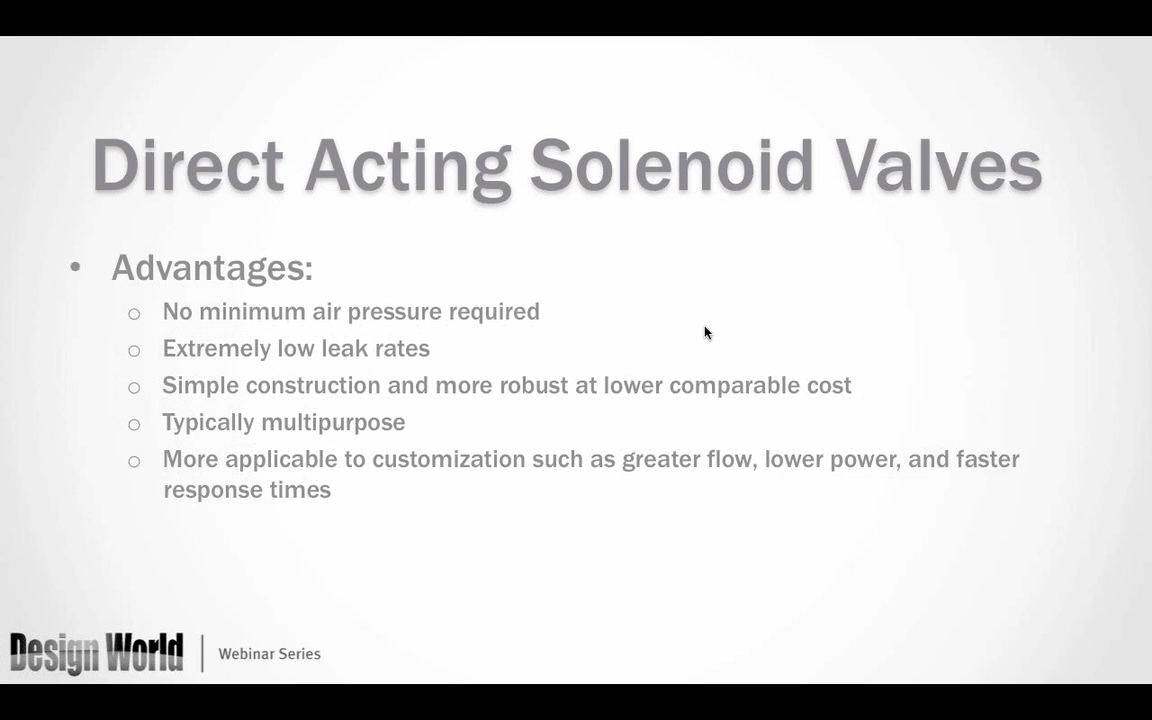 Direct Acting Solenoid Valves
• Advantages:
o No minimum air pressure required
o Extremely low leak rates
o Simple construction and more robust at lower comparable cost
o Typically multipurpose
o More applicable to customization such as greater flow, lower power, and faster
response times
Design World | Webinar Series